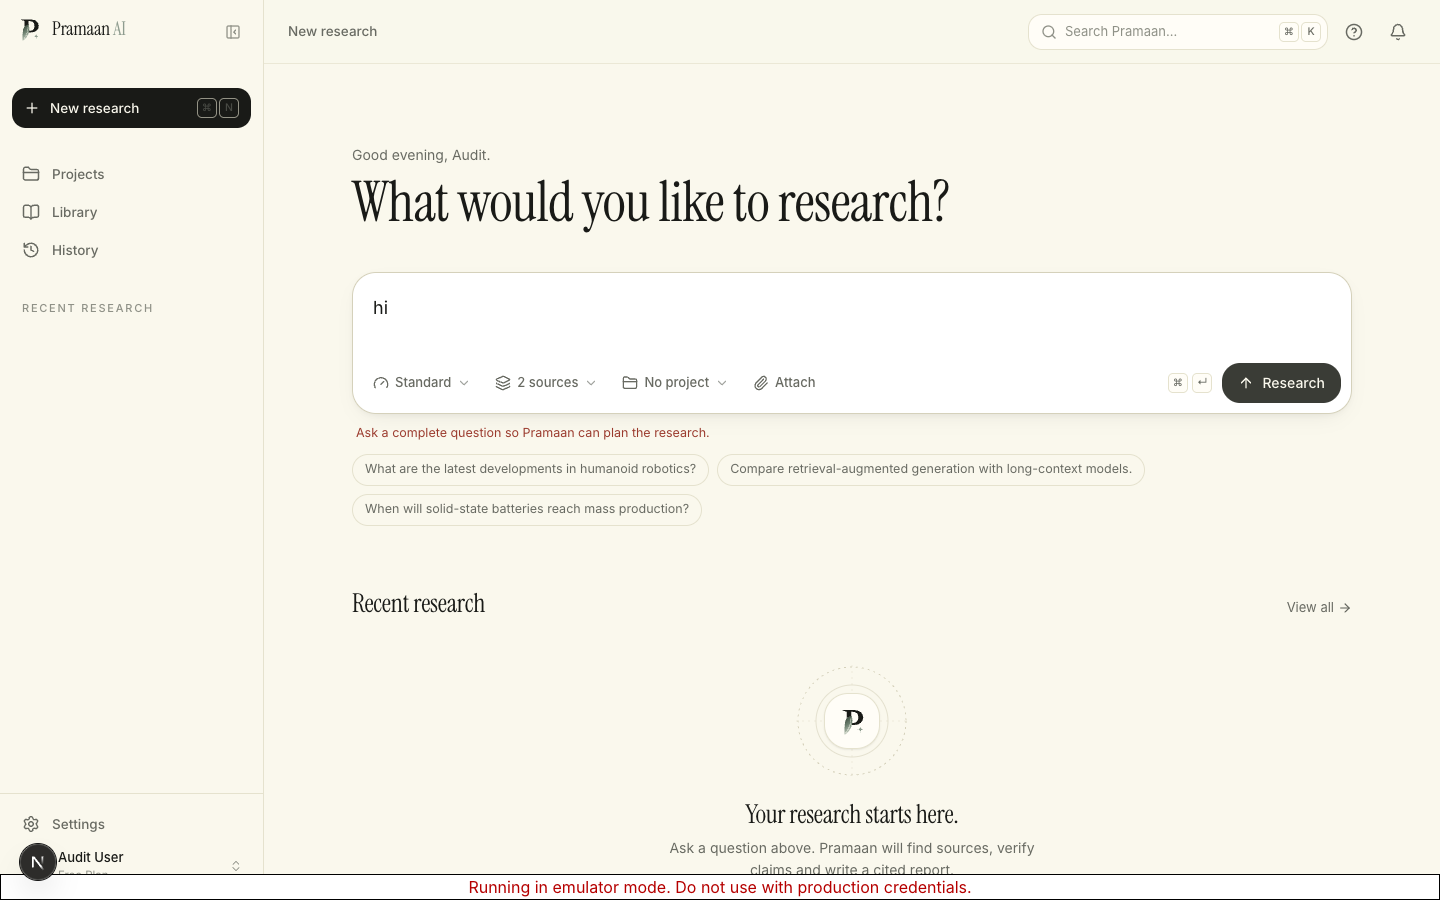 Pramaan AI
New research
Search Pramaan...
⌘ K
New research
⌘ N
Projects
Library
History
RECENT RESEARCH
Good evening, Audit.
What would you like to research?
hi
Standard
2 sources
No project
Attach
⌘ ↵
Research
Ask a complete question so Pramaan can plan the research.
What are the latest developments in humanoid robotics?
Compare retrieval-augmented generation with long-context models.
When will solid-state batteries reach mass production?
Recent research
View all →
Your research starts here.
Ask a question above. Pramaan will find sources, verify
claims and write a cited report.
Settings
N
Audit User
Free Plan
Running in emulator mode. Do not use with production credentials.